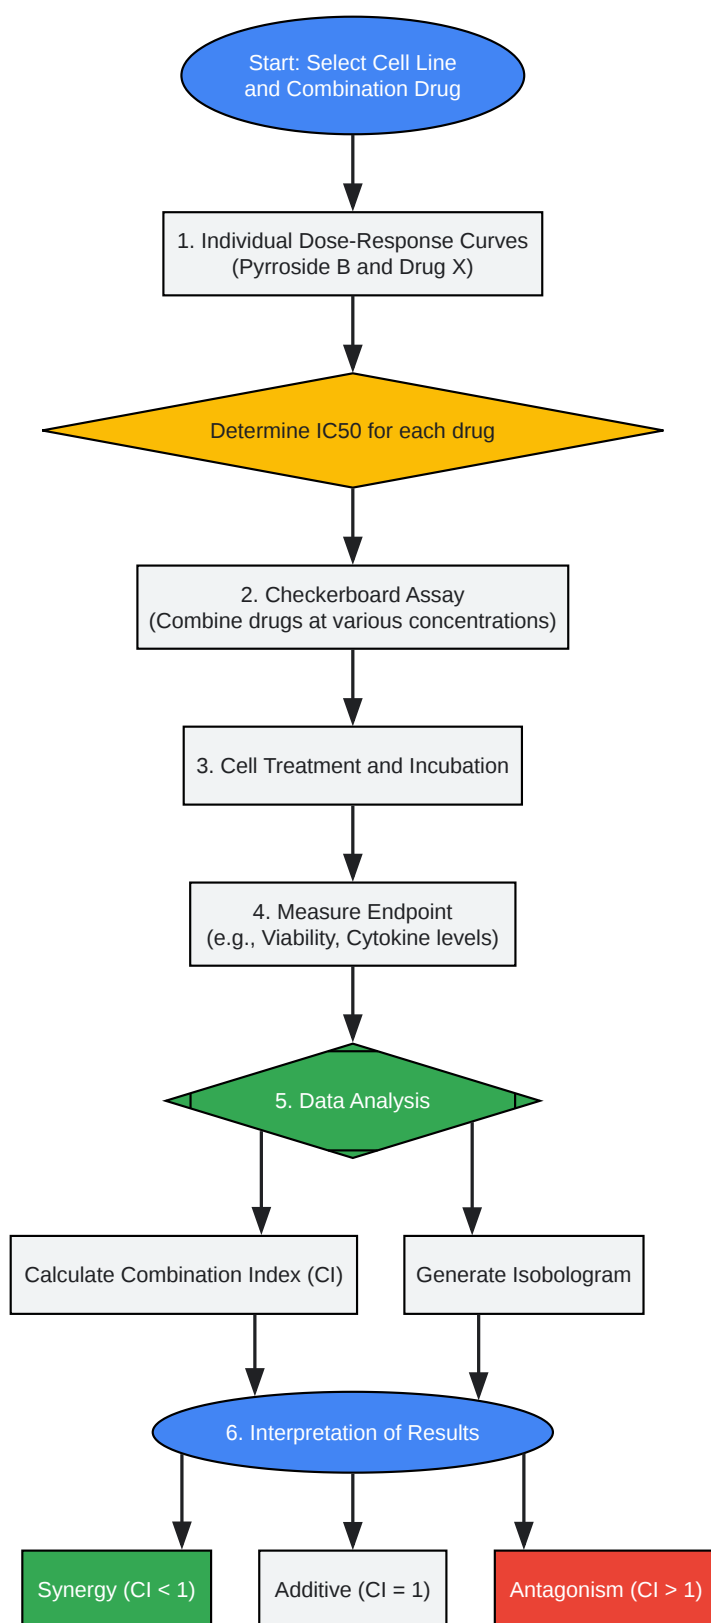 Start: Select Cell Line
and Combination Drug
1. Individual Dose-Response Curves
(Pyrroside B and Drug X)
Determine IC50 for each drug
2. Checkerboard Assay
(Combine drugs at various concentrations)
3. Cell Treatment and Incubation
4. Measure Endpoint
(e.g., Viability, Cytokine levels)
5. Data Analysis
Calculate Combination Index (CI)
Generate Isobologram
6. Interpretation of Results
Synergy (CI < 1)
Additive (CI = 1)
Antagonism (CI > 1)